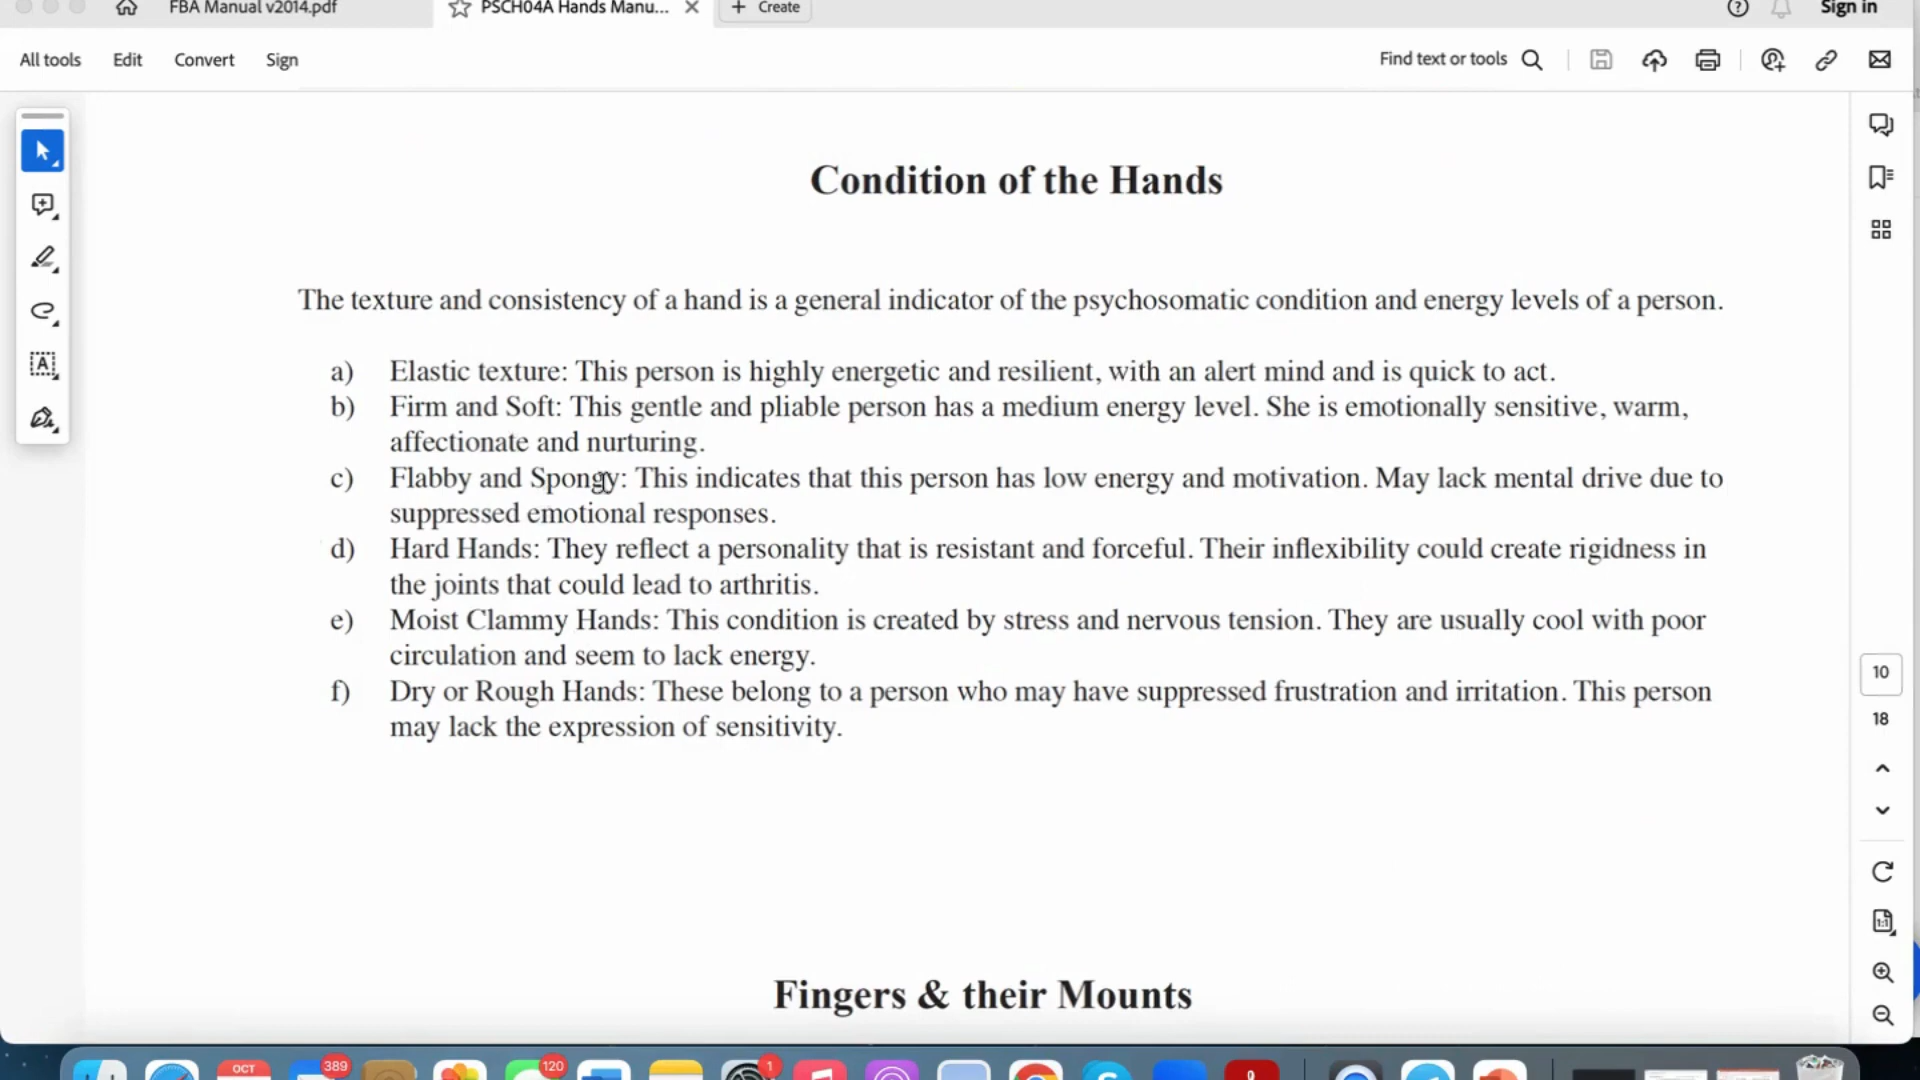 FBA Manual v2014.pdf
PSCH04A Hands Manu...
Create
Sign in
All tools
Edit
Convert
Sign
Find text or tools
Condition of the Hands
The texture and consistency of a hand is a general indicator of the psychosomatic condition and energy levels of a person.
a) Elastic texture: This person is highly energetic and resilient, with an alert mind and is quick to act.
b) Firm and Soft: This gentle and pliable person has a medium energy level. She is emotionally sensitive, warm,
affectionate and nurturing.
c) Flabby and Spongy: This indicates that this person has low energy and motivation. May lack mental drive due to
suppressed emotional responses.
d) Hard Hands: They reflect a personality that is resistant and forceful. Their inflexibility could create rigidness in
the joints that could lead to arthritis.
e) Moist Clammy Hands: This condition is created by stress and nervous tension. They are usually cool with poor
circulation and seem to lack energy.
f) Dry or Rough Hands: These belong to a person who may have suppressed frustration and irritation. This person
may lack the expression of sensitivity.
10
18
1:1
Fingers & their Mounts
OCT
389
120
1